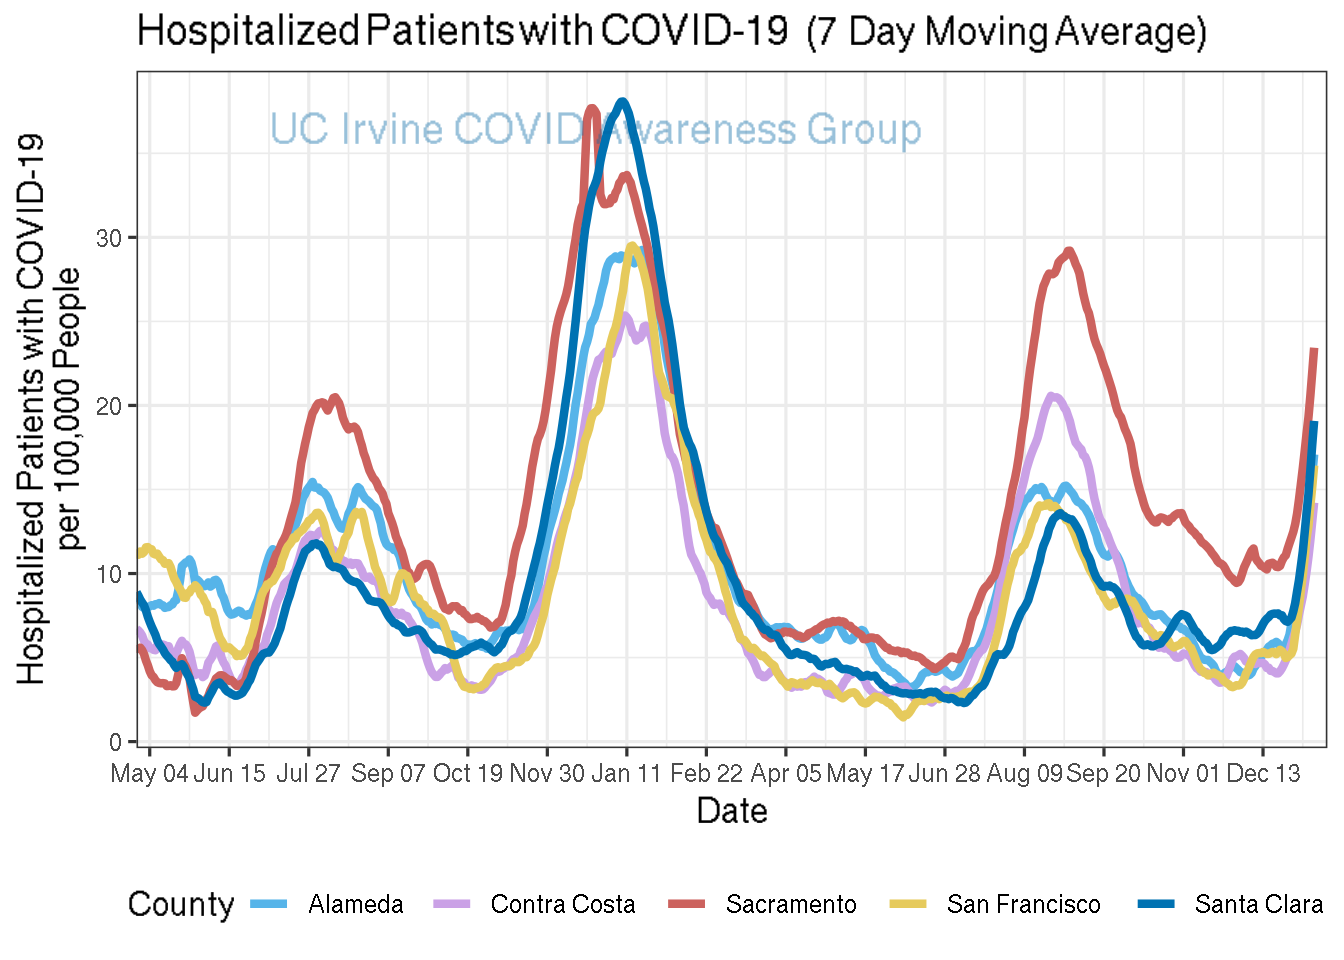 Hospitalized Patients with COVID-19 (7 Day Moving Average)
UC Irvine COVID Awareness Group
Hospitalized Patients with COVID-19
per 100,000 People
30
20
10
0
May 04 Jun 15 Jul 27 Sep 07 Oct 19 Nov 30 Jan 11 Feb 22 Apr 05 May 17 Jun 28 Aug 09 Sep 20 Nov 01 Dec 13
Date
County Alameda Contra Costa Sacramento San Francisco Santa Clara